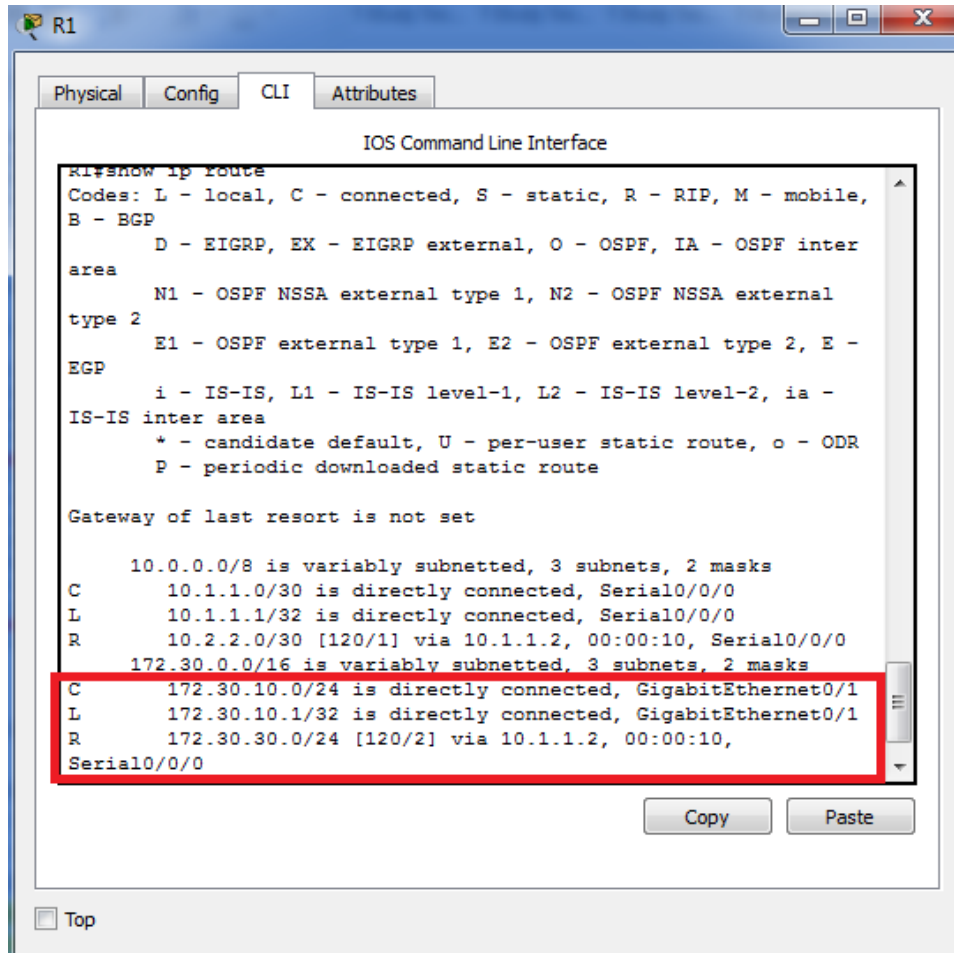 R1
Physical
Config
CLI
Attributes
IOS Command Line Interface
R1#show ip route
Codes: L - local, C - connected, S - static, R - RIP, M - mobile,
B - BGP
D - EIGRP, EX - EIGRP external, O - OSPF, IA - OSPF inter
area
N1 - OSPF NSSA external type 1, N2 - OSPF NSSA external
type 2
E1 - OSPF external type 1, E2 - OSPF external type 2, E -
EGP
i - IS-IS, L1 - IS-IS level-1, L2 - IS-IS level-2, ia -
IS-IS inter area
* - candidate default, U - per-user static route, o - ODR
P - periodic downloaded static route
Gateway of last resort is not set
10.0.0.0/8 is variably subnetted, 3 subnets, 2 masks
C 10.1.1.0/30 is directly connected, Serial0/0/0
L 10.1.1.1/32 is directly connected, Serial0/0/0
R 10.2.2.0/30 [120/1] via 10.1.1.2, 00:00:10, Serial0/0/0
172.30.0.0/16 is variably subnetted, 3 subnets, 2 masks
C 172.30.10.0/24 is directly connected, GigabitEthernet0/1
L 172.30.10.1/32 is directly connected, GigabitEthernet0/1
R 172.30.30.0/24 [120/2] via 10.1.1.2, 00:00:10,
Serial0/0/0
Copy
Paste
Top